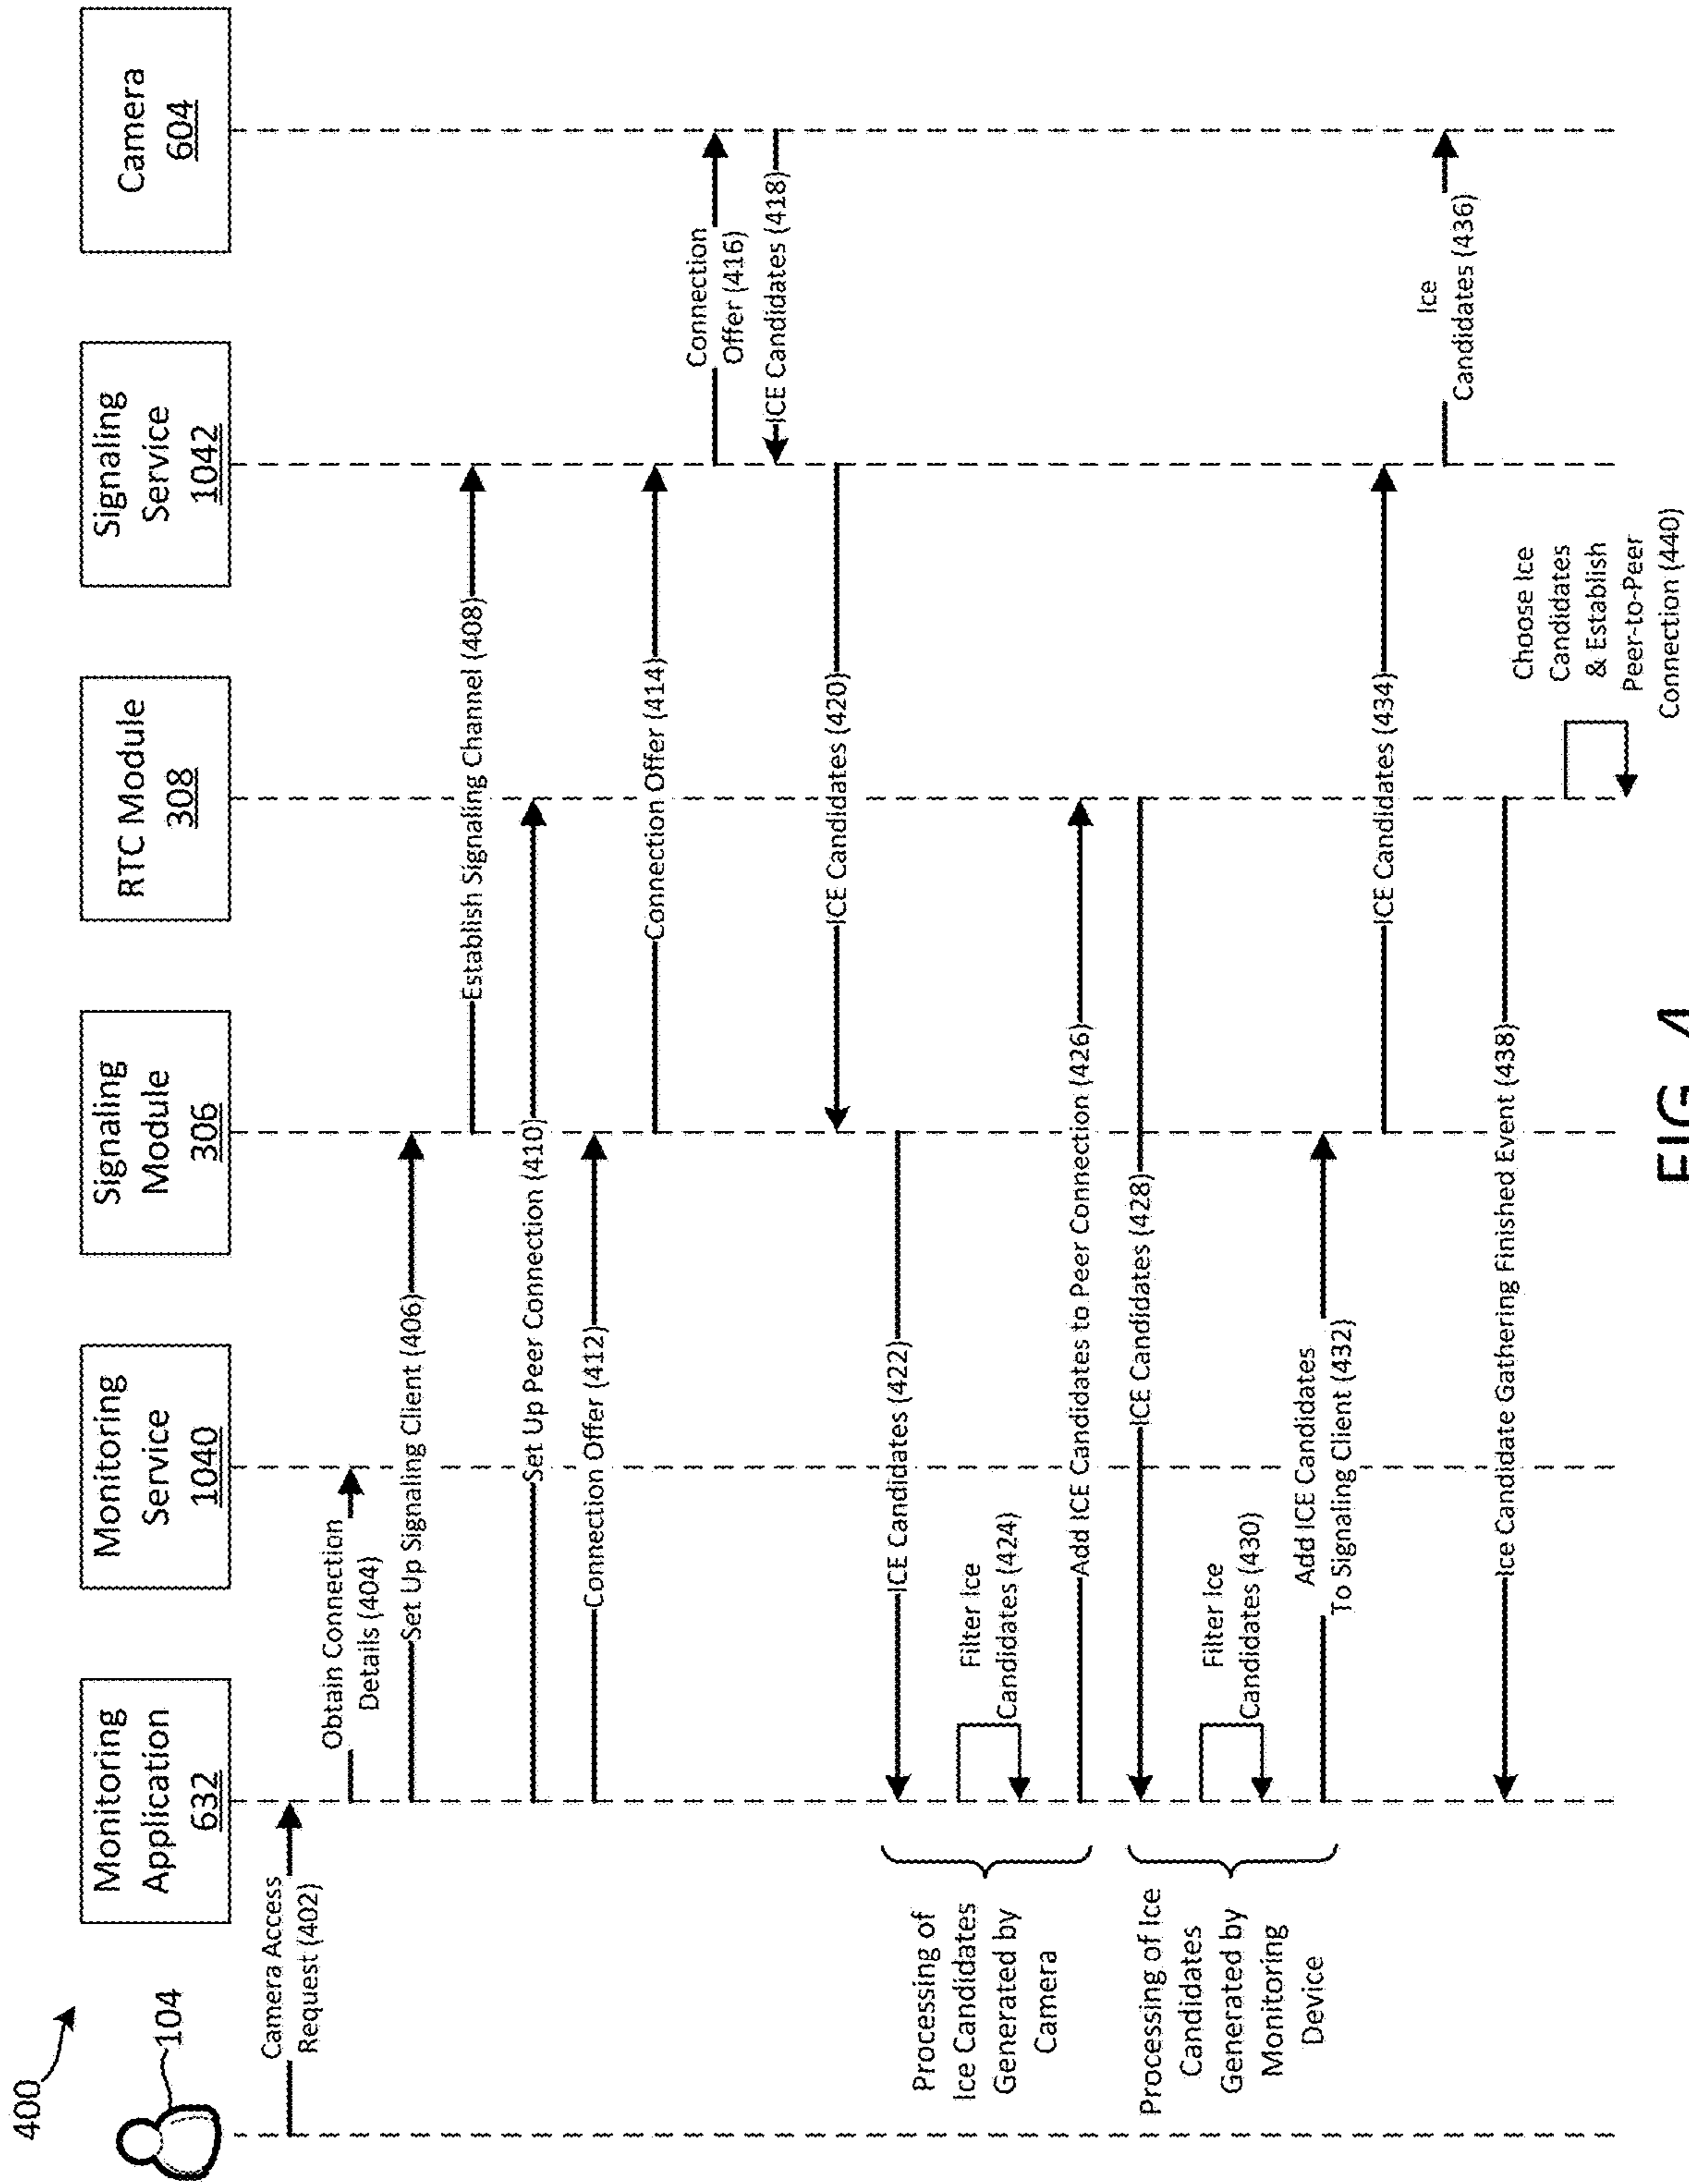 400
104
Monitoring
Application
632
Monitoring
Service
1040
Signaling
Module
306
RTC Module
308
Signaling
Service
1042
Camera
604
Camera Access
Request (402)
Obtain Connection
Details (404)
Set Up Signaling Client (406)
Establish Signaling Channel (408)
Set Up Peer Connection (410)
Connection Offer (412)
Connection Offer (414)
Connection
Offer (416)
ICE Candidates (418)
ICE Candidates (420)
ICE Candidates (422)
Processing of
Ice Candidates
Generated by
Camera
Filter Ice
Candidates (424)
Add ICE Candidates to Peer Connection (426)
ICE Candidates (428)
Processing of Ice
Candidates
Generated by
Monitoring
Device
Filter Ice
Candidates (430)
Add ICE Candidates
To Signaling Client (432)
ICE Candidates (434)
Ice
Candidates (436)
Ice Candidate Gathering Finished Event (438)
Choose Ice
Candidates
& Establish
Peer-to-Peer
Connection (440)
FIG. 4